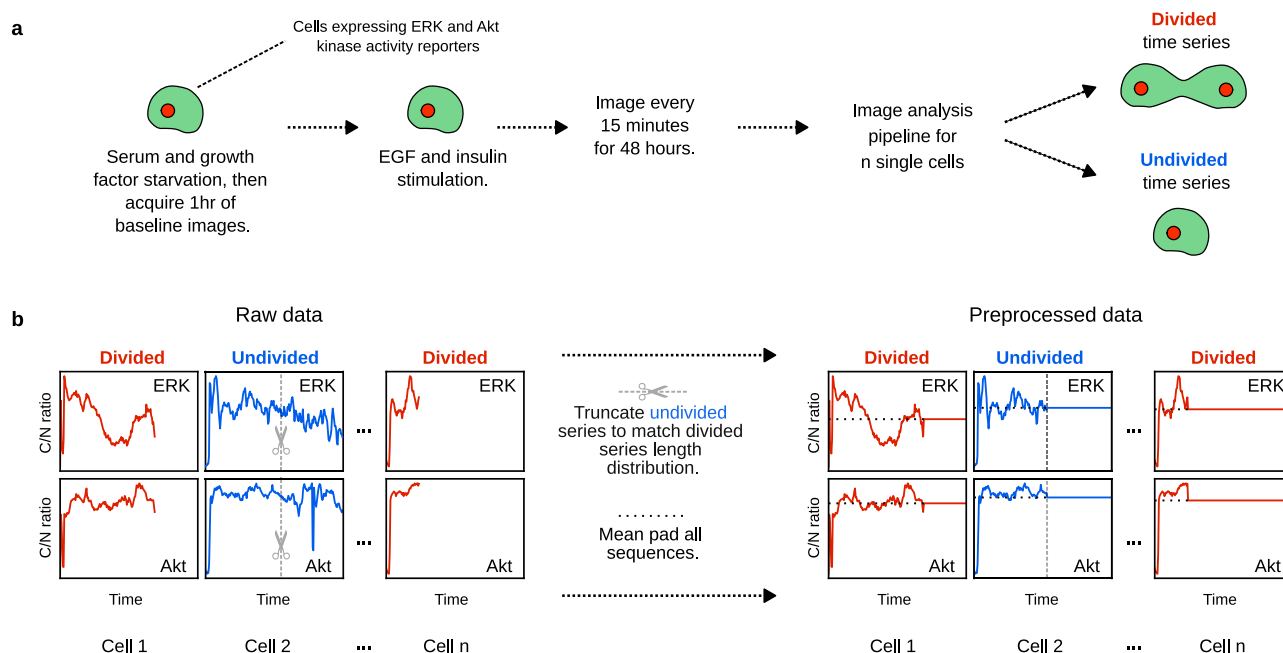 a
Cells expressing ERK and Akt
kinase activity reporters
Serum and growth
factor starvation, then
acquire 1hr of
baseline images.
EGF and insulin
stimulation.
Image every
15 minutes
for 48 hours.
Image analysis
pipeline for
n single cells
Divided
time series
Undivided
time series
b
Raw data
Divided
Undivided
Divided
C/N ratio
ERK
ERK
...
ERK
C/N ratio
Akt
Akt
...
Akt
Time
Time
Time
Cell 1
Cell 2
...
Cell n
Truncate undivided
series to match divided
series length
distribution.
Mean pad all
sequences.
Preprocessed data
Divided
Undivided
Divided
C/N ratio
ERK
ERK
...
ERK
C/N ratio
Akt
Akt
...
Akt
Time
Time
Time
Cell 1
Cell 2
...
Cell n